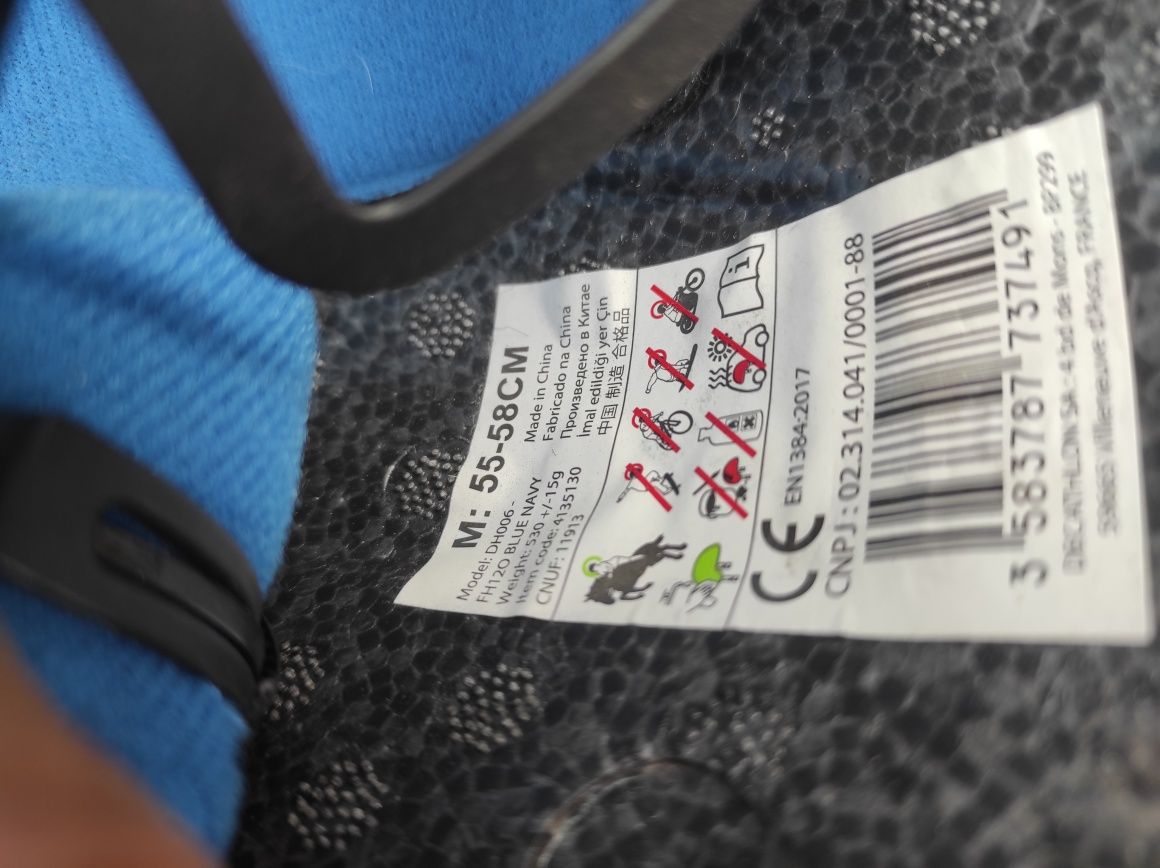 M: 55-58CM
Model: DH006 -
FH12O BLUE NAVY
Weight: 530 +/-15g
Item code: 4135130
CNUF: 11913
Made in China
Fabricado na China
Произведено в Китае
İmal edildiği yer Çin
中国 制造 合格品
CE EN1384:2017
CNPJ : 02.314.041/0001-88
3 583787 737491
DECATHLON SA : 4 bd de Mons - BP299
59665 Villeneuve d'Ascq, FRANCE